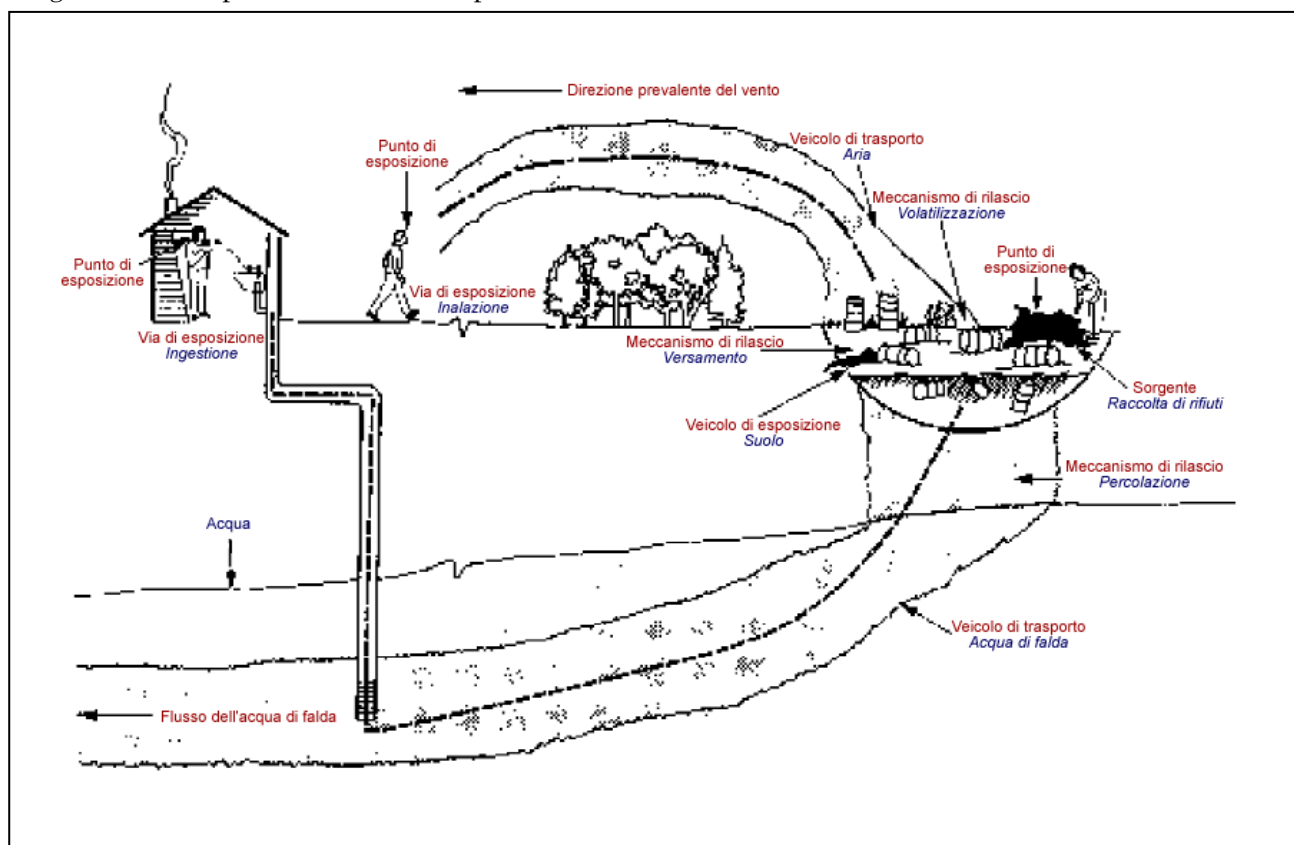 Direzione prevalente del vento
Veicolo di trasporto
Aria
Punto di
esposizione
Meccanismo di rilascio
Volatilizzazione
Punto di
esposizione
Punto di
esposizione
Via di esposizione
Inalazione
Via di esposizione
Ingestione
Meccanismo di rilascio
Versamento
Sorgente
Raccolta di rifiuti
Veicolo di esposizione
Suolo
Meccanismo di rilascio
Percolazione
Acqua
Veicolo di trasporto
Acqua di falda
Flusso dell'acqua di falda